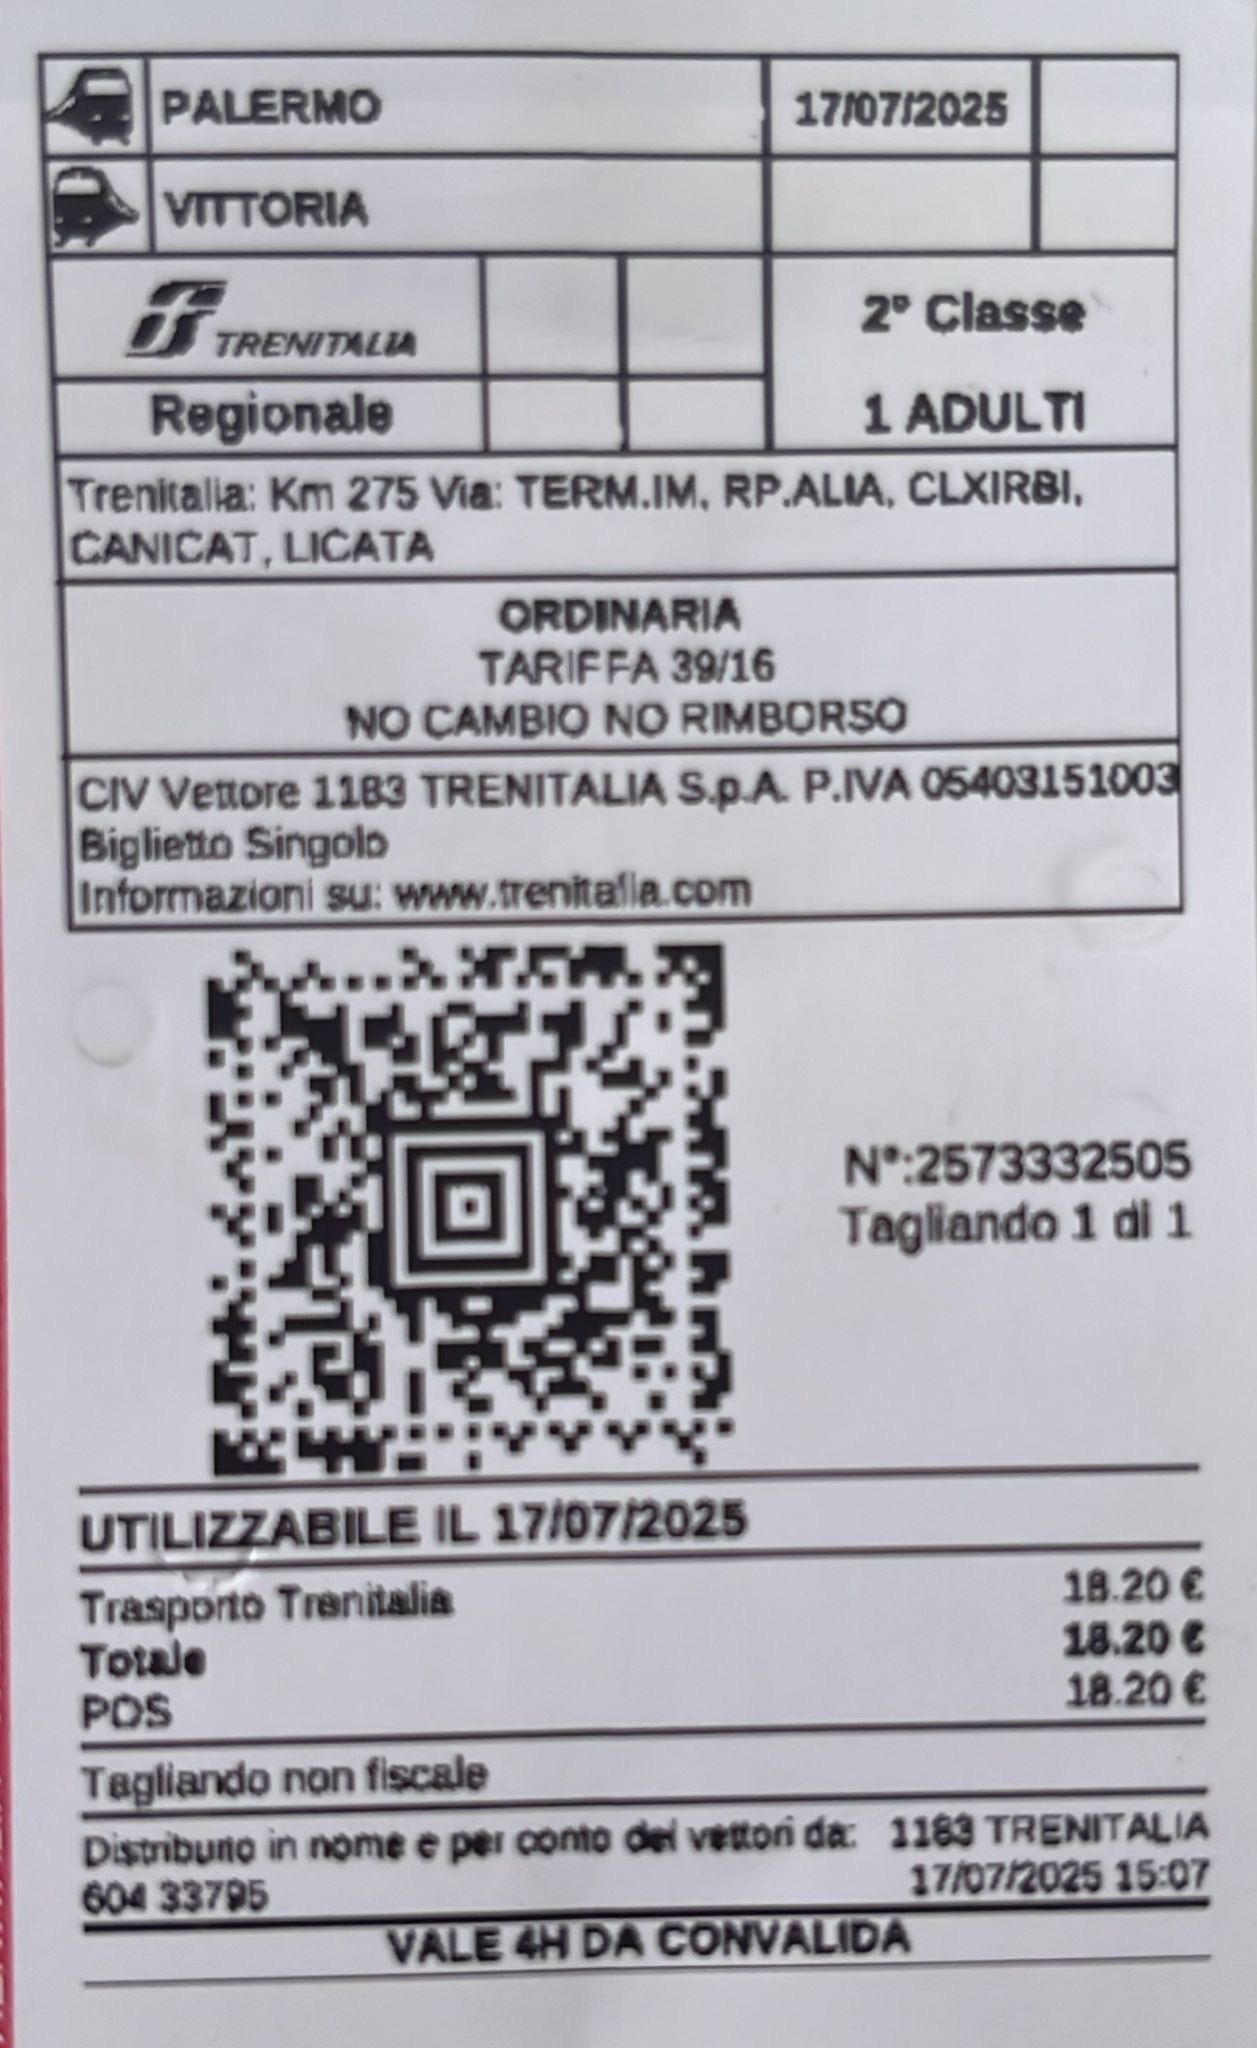 PALERMO 17/07/2025
VITTORIA
TRENITALIA
2° Classe
Regionale
1 ADULTI
Trenitalia: Km 275 Via: TERM.IM, RP.ALIA, CLXIRBI,
CANICAT, LICATA
ORDINARIA
TARIFFA 39/16
NO CAMBIO NO RIMBORSO
CIV Vettore 1183 TRENITALIA S.p.A. P.IVA 05403151003
Biglietto Singolo
Informazioni su: www.trenitalia.com
N°:2573332505
Tagliando 1 di 1
UTILIZZABILE IL 17/07/2025
Trasporto Trenitalia 18.20 €
Totale 18.20 €
POS 18.20 €
Tagliando non fiscale
Distribuito in nome e per conto dei vettori da: 1183 TRENITALIA
604 33795 17/07/2025 15:07
VALE 4H DA CONVALIDA